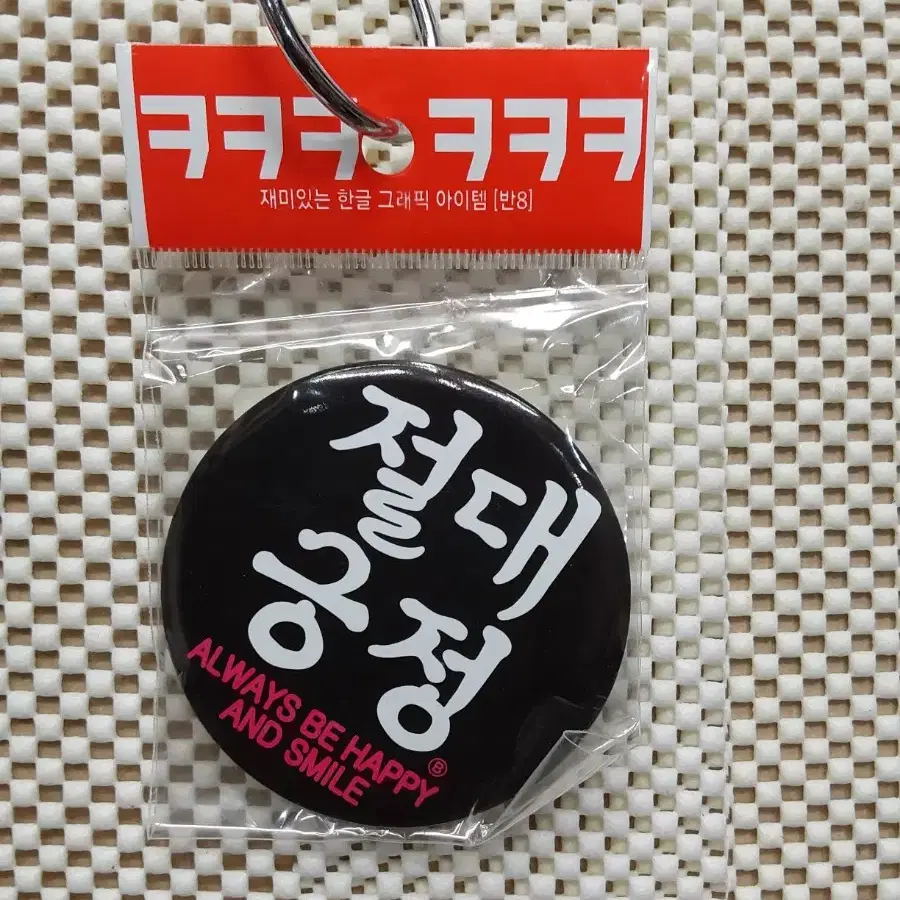 ㅋㅋㅋ ㅋㅋㅋ
재미있는 한글 그래픽 아이템 [반8]
절대
긍정
ALWAYS BE HAPPY
AND SMILE